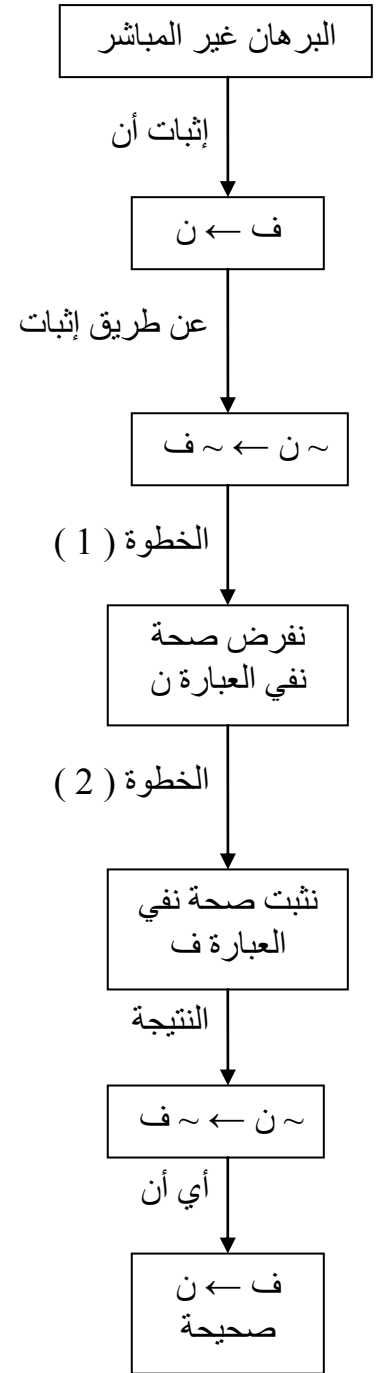 البرهان غير المباشر
إثبات أن
ف ← ن
عن طريق إثبات
~ ن ← ~ ف
الخطوة ( 1 )
نفرض صحة
نفي العبارة ن
الخطوة ( 2 )
نثبت صحة نفي
العبارة ف
النتيجة
~ ن ← ~ ف
أي أن
ف ← ن
صحيحة